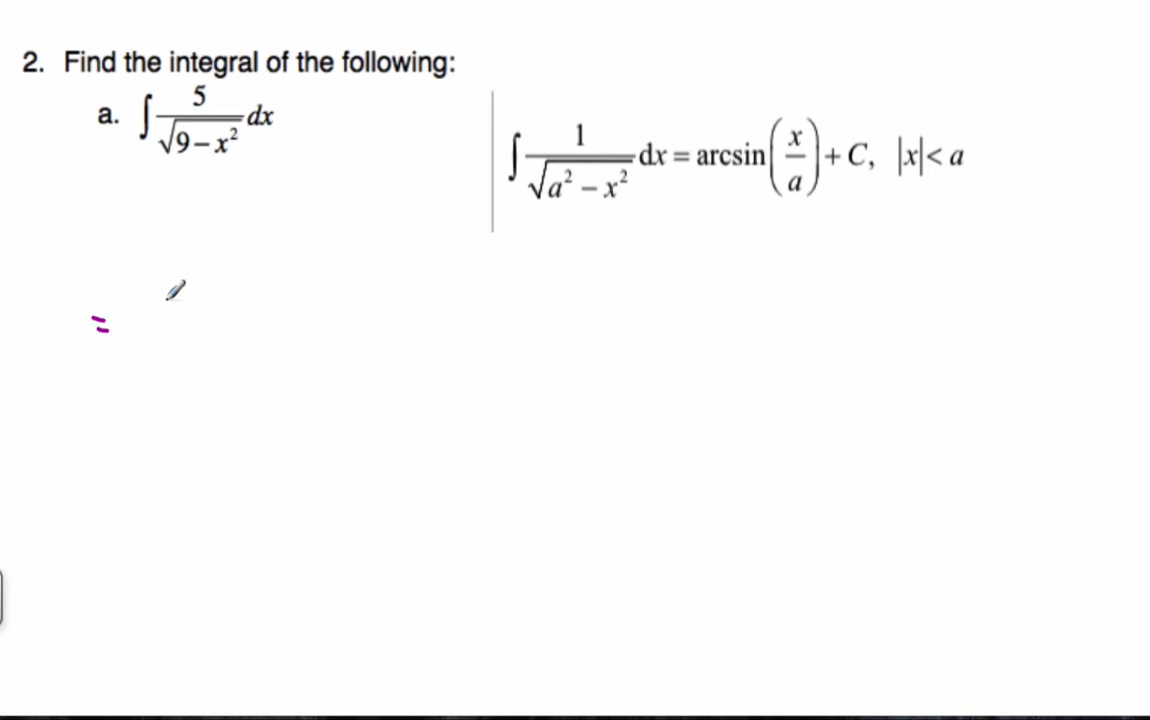 2. Find the integral of the following:
a. ∫ 5/√(9−x²) dx
∫ 1/√(a² − x²) dx = arcsin(x/a) + C, |x| < a
=